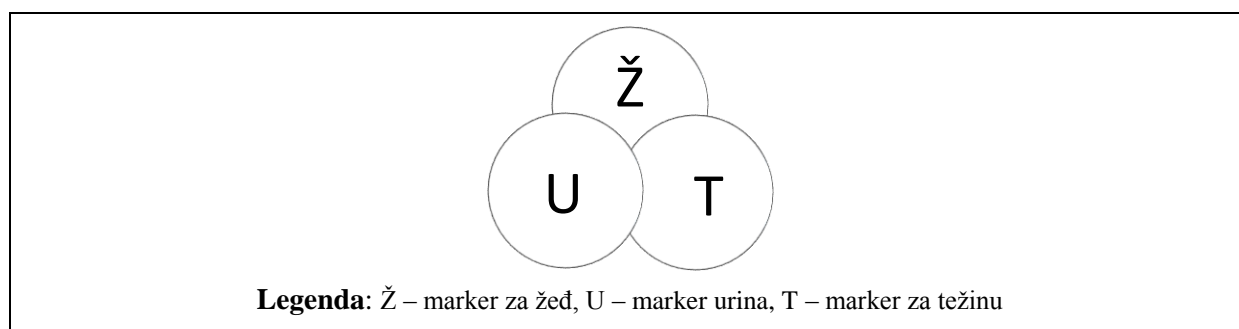 Ž
U T
Legenda: Ž – marker za žeđ, U – marker urina, T – marker za težinu